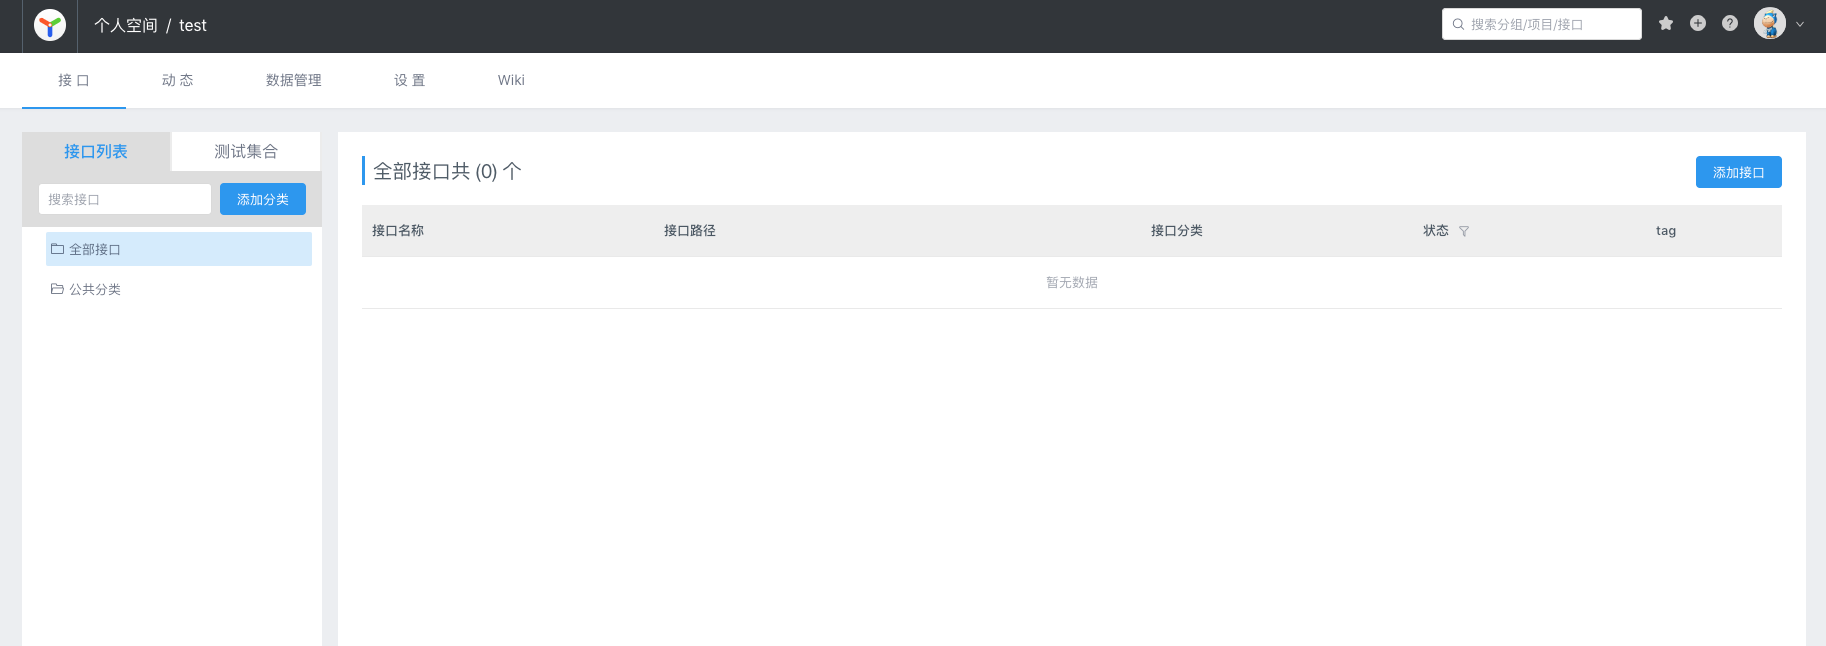 个人空间 / test
搜索分组/项目/接口
接 口 动 态 数据管理 设 置 Wiki
接口列表 测试集合
搜索接口 添加分类
全部接口
公共分类
全部接口共 (0) 个
添加接口
接口名称 接口路径 接口分类 状态 tag
暂无数据